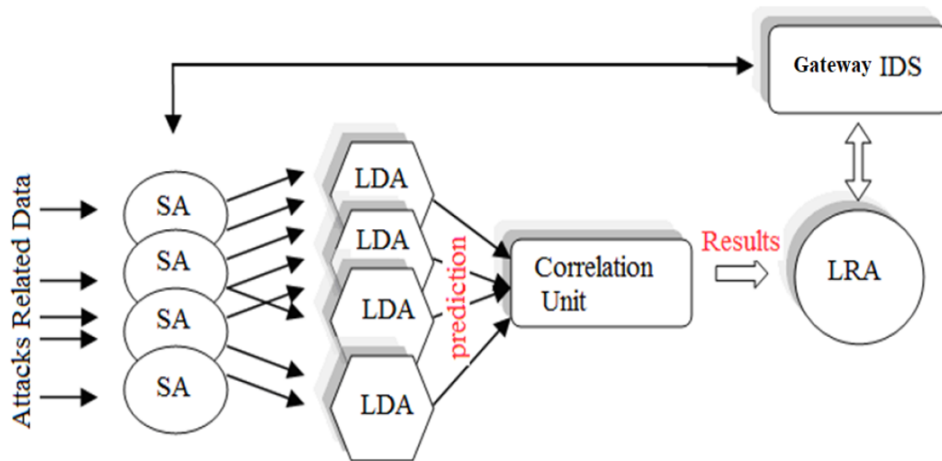 Gateway IDS
Attacks Related Data
SA
SA
SA
SA
LDA
LDA
LDA
LDA
prediction
Correlation
Unit
Results
LRA